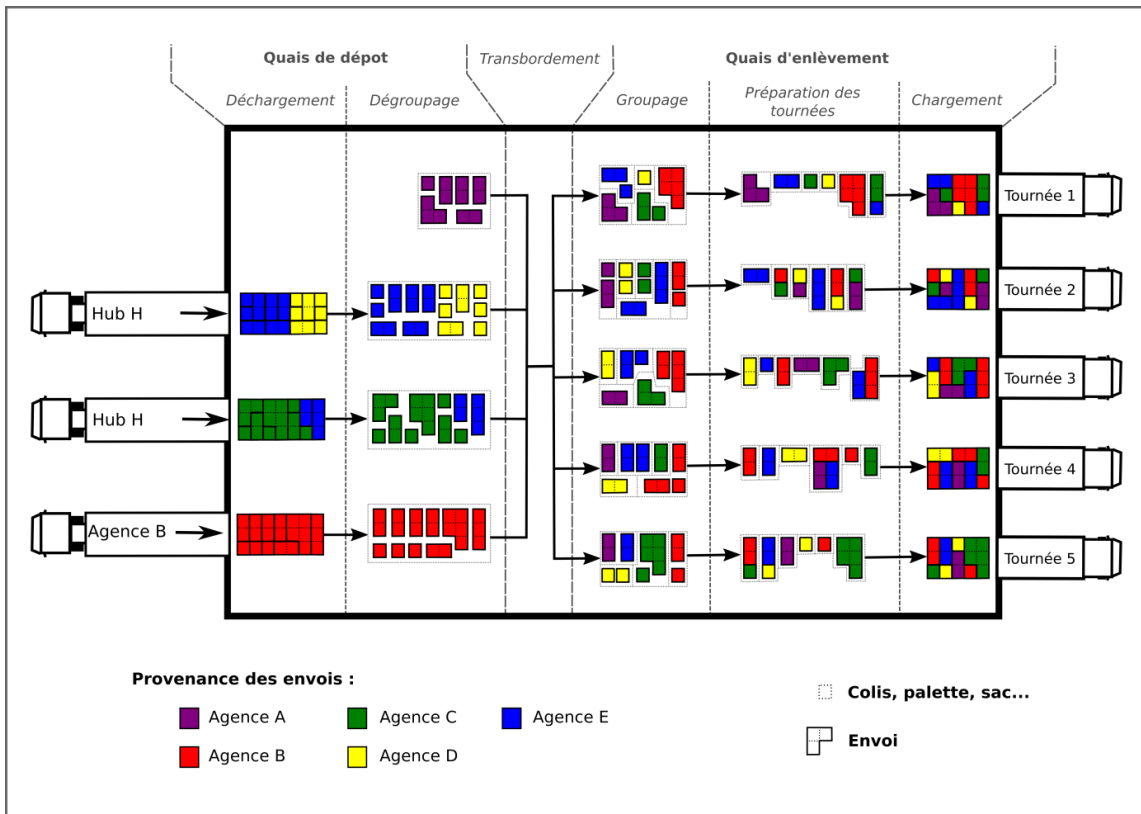 Quais de dépot
Transbordement
Quais d'enlèvement
Déchargement
Dégroupage
Groupage
Préparation des
tournées
Chargement
Tournée 1
Hub H
Tournée 2
Hub H
Tournée 3
Tournée 4
Agence B
Tournée 5
Provenance des envois :
Agence A
Agence C
Agence E
Agence B
Agence D
Colis, palette, sac...
Envoi